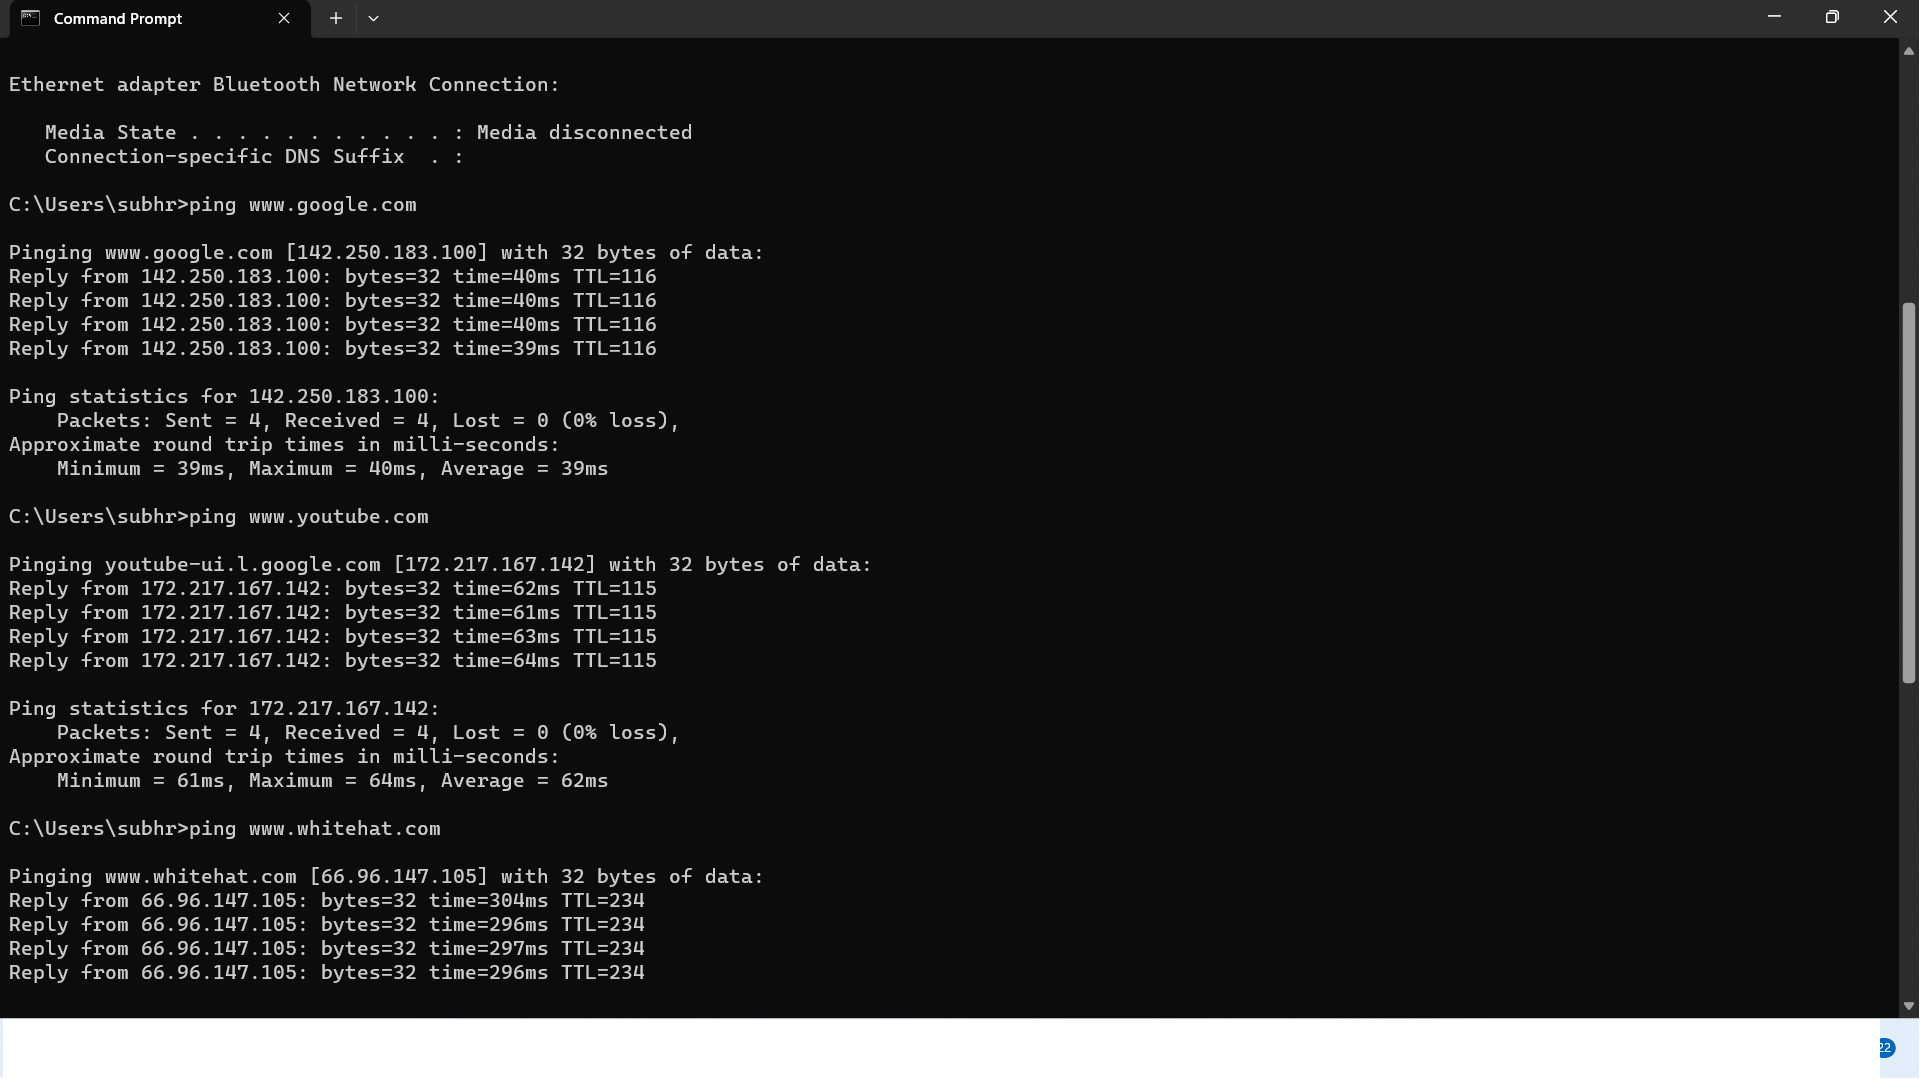 Command Prompt
Ethernet adapter Bluetooth Network Connection:
   Media State . . . . . . . . . . . : Media disconnected
   Connection-specific DNS Suffix  . :
C:\Users\subhr>ping www.google.com
Pinging www.google.com [142.250.183.100] with 32 bytes of data:
Reply from 142.250.183.100: bytes=32 time=40ms TTL=116
Reply from 142.250.183.100: bytes=32 time=40ms TTL=116
Reply from 142.250.183.100: bytes=32 time=40ms TTL=116
Reply from 142.250.183.100: bytes=32 time=39ms TTL=116
Ping statistics for 142.250.183.100:
    Packets: Sent = 4, Received = 4, Lost = 0 (0% loss),
Approximate round trip times in milli-seconds:
    Minimum = 39ms, Maximum = 40ms, Average = 39ms
C:\Users\subhr>ping www.youtube.com
Pinging youtube-ui.l.google.com [172.217.167.142] with 32 bytes of data:
Reply from 172.217.167.142: bytes=32 time=62ms TTL=115
Reply from 172.217.167.142: bytes=32 time=61ms TTL=115
Reply from 172.217.167.142: bytes=32 time=63ms TTL=115
Reply from 172.217.167.142: bytes=32 time=64ms TTL=115
Ping statistics for 172.217.167.142:
    Packets: Sent = 4, Received = 4, Lost = 0 (0% loss),
Approximate round trip times in milli-seconds:
    Minimum = 61ms, Maximum = 64ms, Average = 62ms
C:\Users\subhr>ping www.whitehat.com
Pinging www.whitehat.com [66.96.147.105] with 32 bytes of data:
Reply from 66.96.147.105: bytes=32 time=304ms TTL=234
Reply from 66.96.147.105: bytes=32 time=296ms TTL=234
Reply from 66.96.147.105: bytes=32 time=297ms TTL=234
Reply from 66.96.147.105: bytes=32 time=296ms TTL=234
22